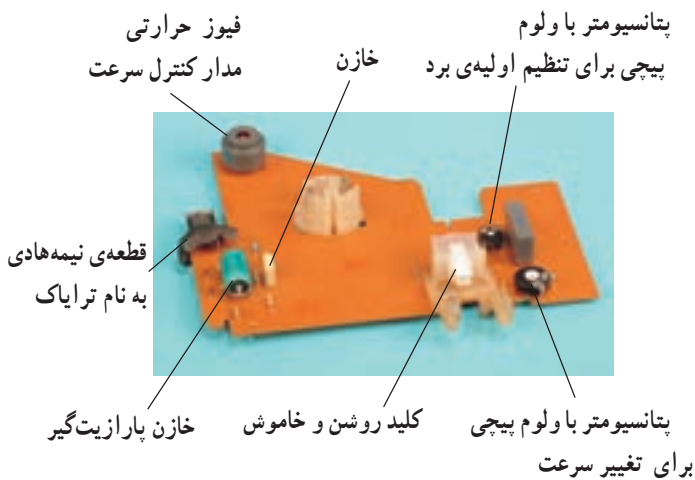 پتانسیومتر با ولوم
پیچی برای تنظیم اولیه‌ی برد
خازن
فیوز حرارتی
مدار کنترل سرعت
قطعه‌ی نیمه‌هادی
به نام ترایاک
پتانسیومتر با ولوم پیچی
برای تغییر سرعت
کلید روشن و خاموش
خازن پارازیت‌گیر